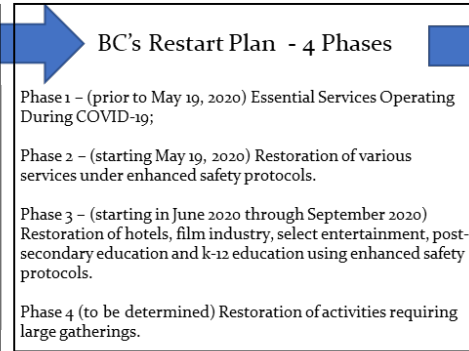 BC's Restart Plan - 4 Phases
Phase 1 – (prior to May 19, 2020) Essential Services Operating
During COVID-19;
Phase 2 – (starting May 19, 2020) Restoration of various
services under enhanced safety protocols.
Phase 3 – (starting in June 2020 through September 2020)
Restoration of hotels, film industry, select entertainment, post-
secondary education and k-12 education using enhanced safety
protocols.
Phase 4 (to be determined) Restoration of activities requiring
large gatherings.